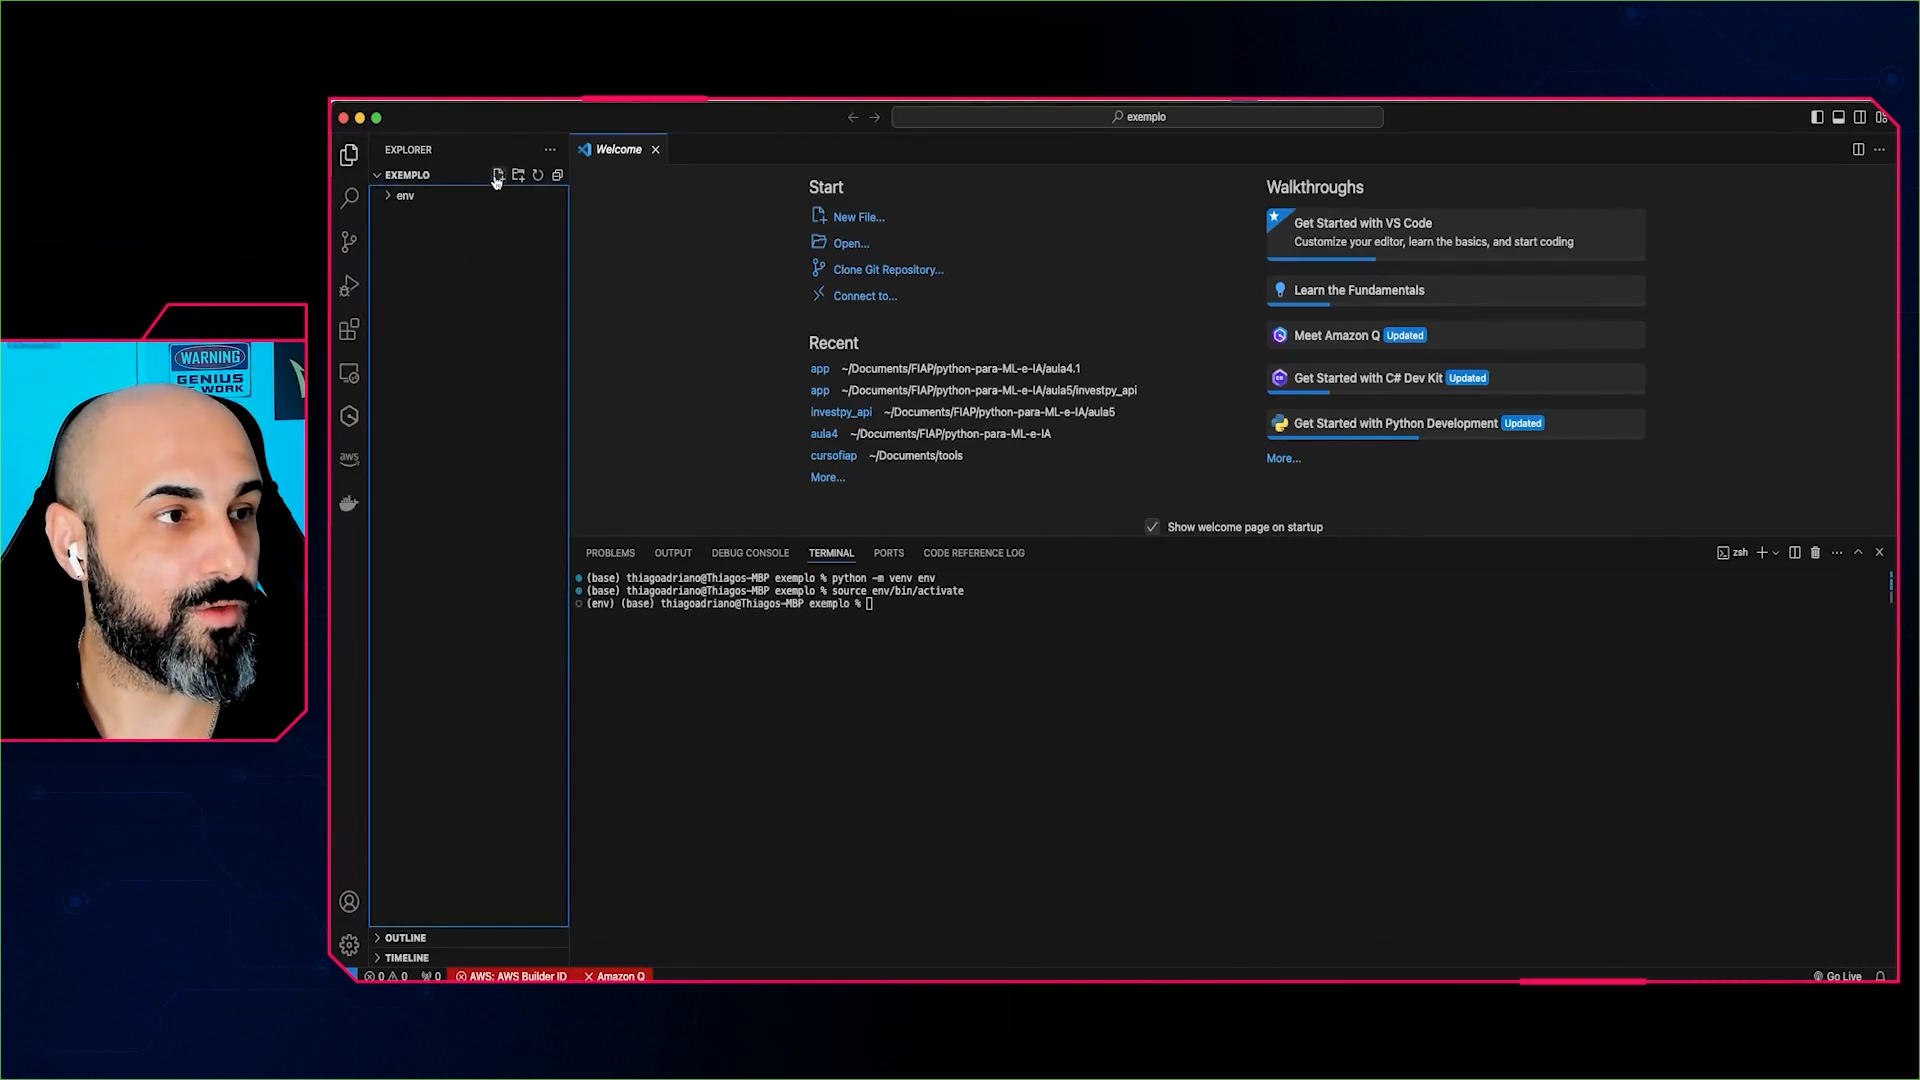 exemplo
EXPLORER
EXEMPLO
env
OUTLINE
TIMELINE
Welcome
Start
New File...
Open...
Clone Git Repository...
Connect to...
Recent
app ~/Documents/FIAP/python-para-ML-e-IA/aula4.1
app ~/Documents/FIAP/python-para-ML-e-IA/aula5/investpy_api
investpy_api ~/Documents/FIAP/python-para-ML-e-IA/aula5
aula4 ~/Documents/FIAP/python-para-ML-e-IA
cursofiap ~/Documents/tools
More...
Walkthroughs
Get Started with VS Code
Customize your editor, learn the basics, and start coding
Learn the Fundamentals
Meet Amazon Q Updated
Get Started with C# Dev Kit Updated
Get Started with Python Development Updated
More...
Show welcome page on startup
PROBLEMS OUTPUT DEBUG CONSOLE TERMINAL PORTS CODE REFERENCE LOG
zsh
(base) thiagoadriano@Thiagos-MBP exemplo % python -m venv env
(base) thiagoadriano@Thiagos-MBP exemplo % source env/bin/activate
(env) (base) thiagoadriano@Thiagos-MBP exemplo %
aws
0 0 0 AWS: AWS Builder ID Amazon Q
Go Live
WARNING
GENIUS
WORK